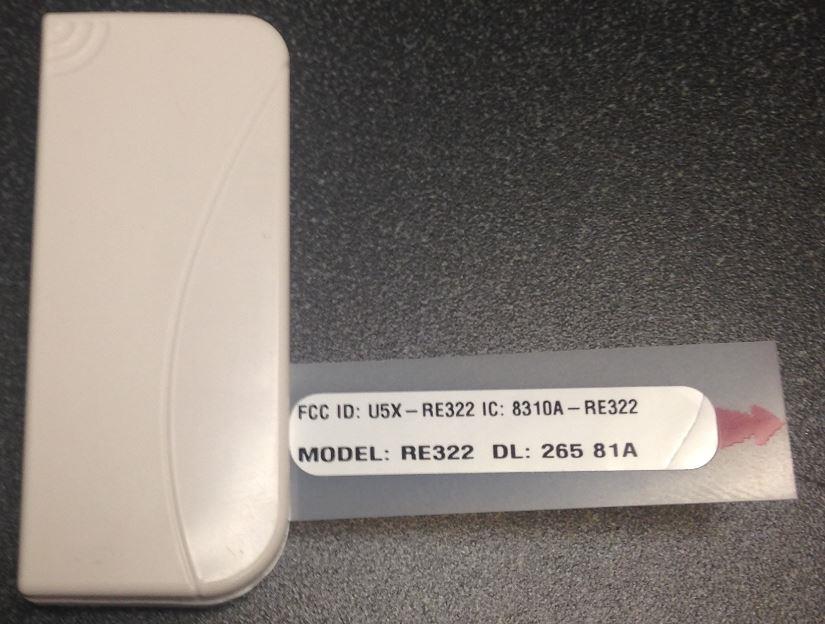 FCC ID: U5X-RE322 IC: 8310A-RE322
MODEL: RE322 DL: 265 81A